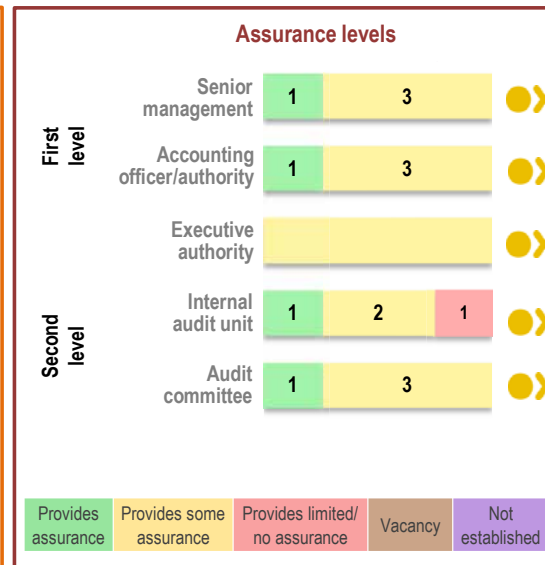 Assurance levels
First
level
Senior
management
1 3
Accounting
officer/authority
1 3
Executive
authority
Second
level
Internal
audit unit
1 2 1
Audit
committee
1 3
Provides
assurance
Provides some
assurance
Provides limited/
no assurance
Vacancy
Not
established